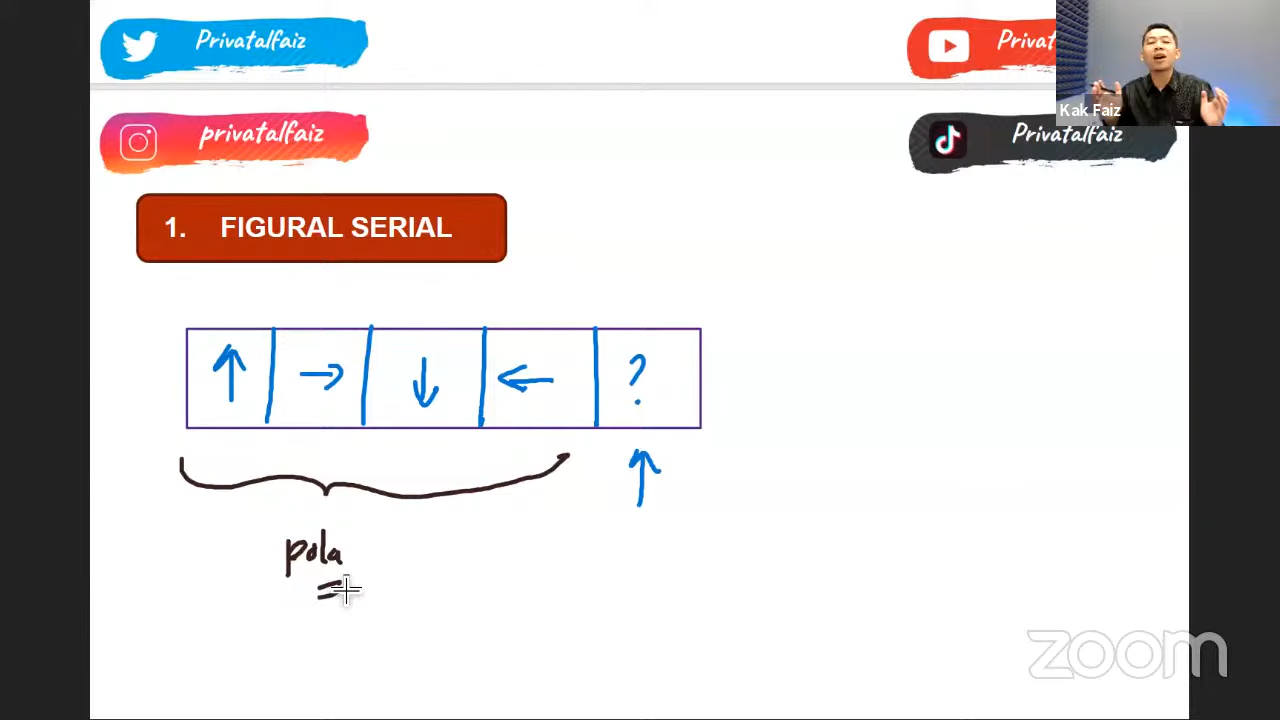 Privatalfaiz
Privat
Kak Faiz
privatalfaiz
Privatalfaiz
1. FIGURAL SERIAL
?
pola
zoom